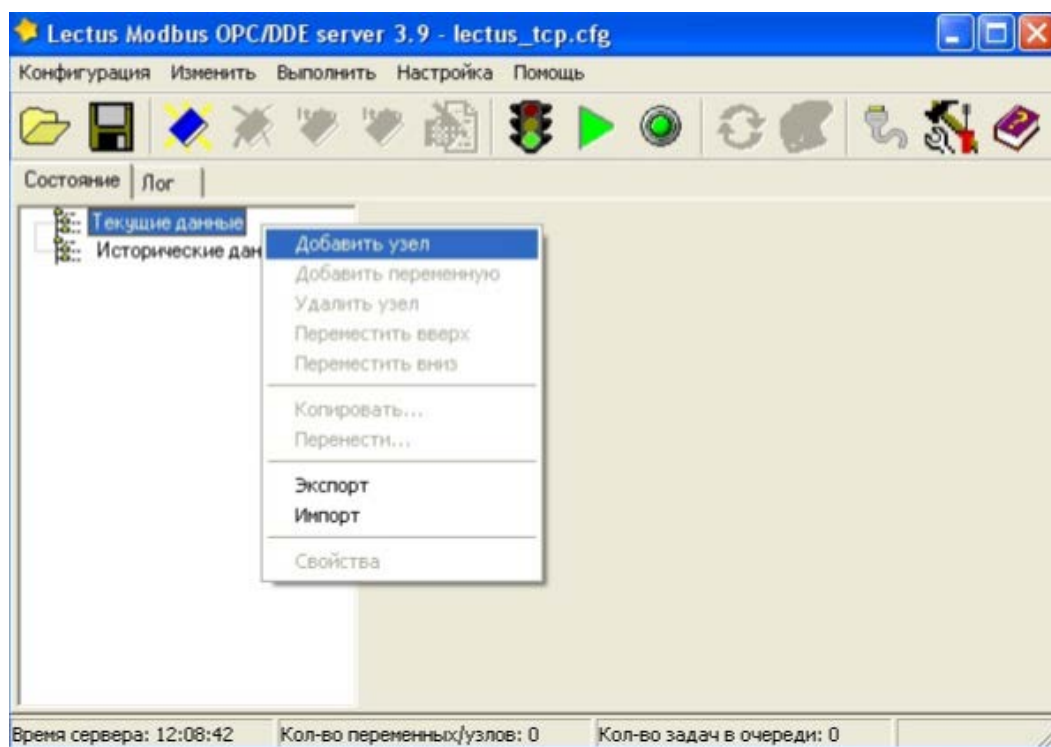 Lectus Modbus OPC/DDE server 3.9 - lectus_tcp.cfg
Конфигурация Изменить Выполнить Настройка Помощь
Состояние Лог
Текущие данные
Исторические дан
Добавить узел
Добавить переменную
Удалить узел
Переместить вверх
Переместить вниз
Копировать...
Перенести...
Экспорт
Импорт
Свойства
Время сервера: 12:08:42 Кол-во переменных/узлов: 0 Кол-во задач в очереди: 0